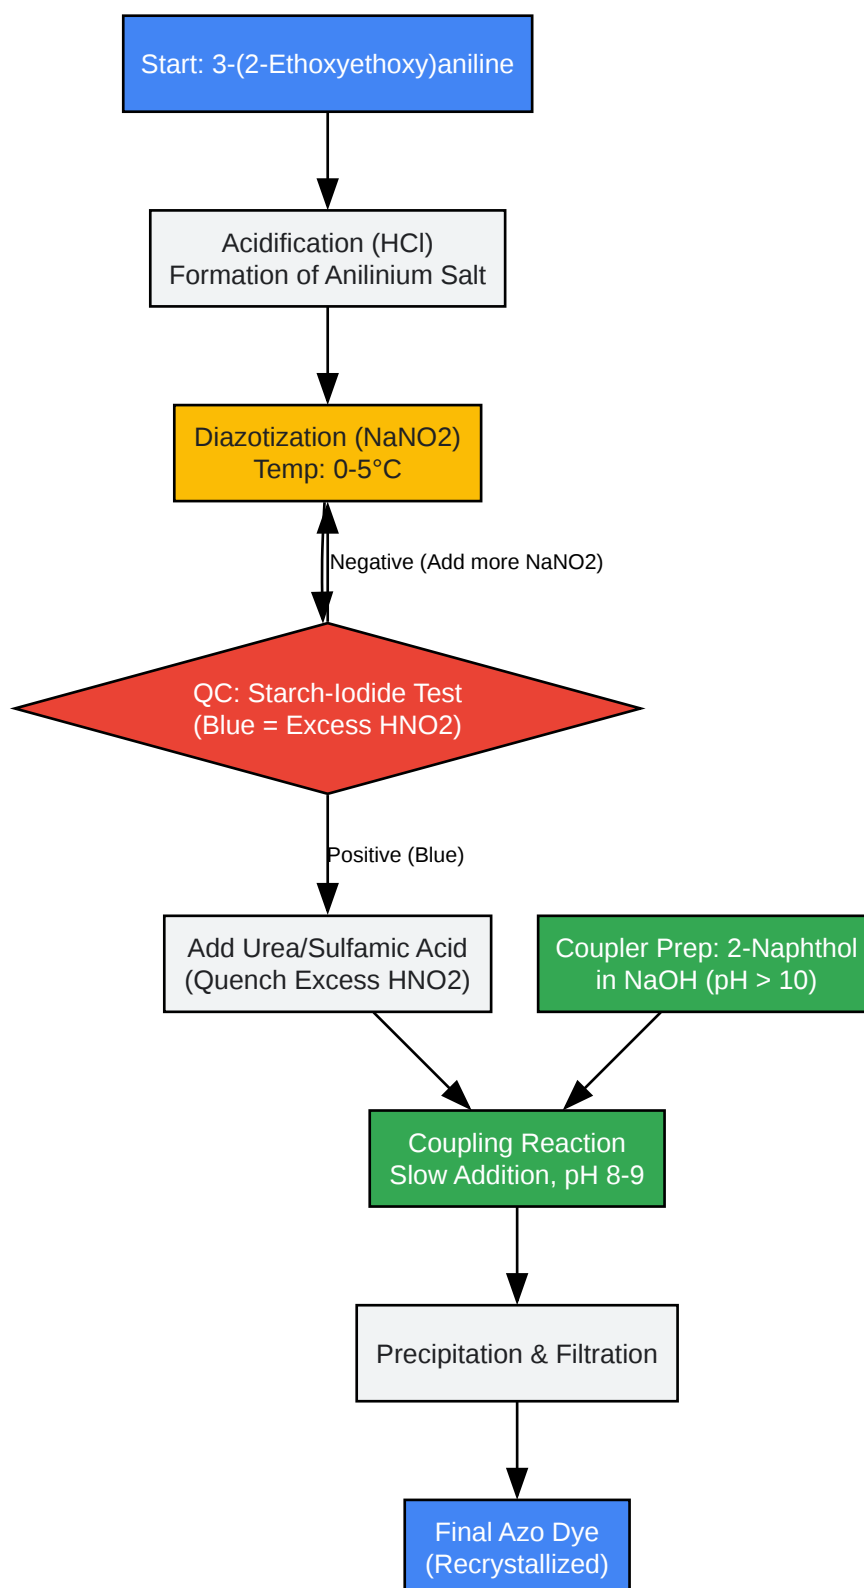 Start: 3-(2-Ethoxyethoxy)aniline
Acidification (HCl)
Formation of Anilinium Salt
Diazotization (NaNO2)
Temp: 0-5°C
Negative (Add more NaNO2)
QC: Starch-Iodide Test
(Blue = Excess HNO2)
Positive (Blue)
Add Urea/Sulfamic Acid
(Quench Excess HNO2)
Coupler Prep: 2-Naphthol
in NaOH (pH > 10)
Coupling Reaction
Slow Addition, pH 8-9
Precipitation & Filtration
Final Azo Dye
(Recrystallized)